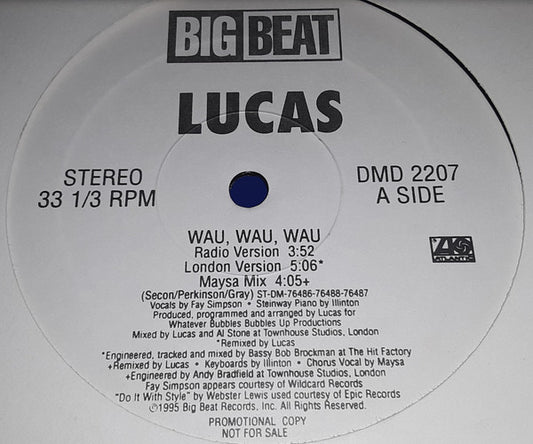 BIG BEAT
LUCAS
STEREO
33 1/3 RPM
DMD 2207
A SIDE
ATLANTIC
WAU, WAU, WAU
Radio Version 3:52
London Version 5:06*
Maysa Mix 4:05+
(Secon/Perkinson/Gray) ST-DM-76486-76488-76487
Vocals by Fay Simpson • Steinway Piano by Illinton
Produced, programmed and arranged by Lucas for
Whatever Bubbles Bubbles Up Productions
Mixed by Lucas and Al Stone at Townhouse Studios, London
*Remixed by Lucas
*Engineered, tracked and mixed by Bassy Bob Brockman at The Hit Factory
+Remixed by Lucas • Keyboards by Illinton • Chorus Vocal by Maysa
+Engineered by Andy Bradfield at Townhouse Studios, London
Fay Simpson appears courtesy of Wildcard Records
"Do It With Style" by Webster Lewis used courtesy of Epic Records
©1995 Big Beat Records, Inc. All Rights Reserved.
PROMOTIONAL COPY
NOT FOR SALE